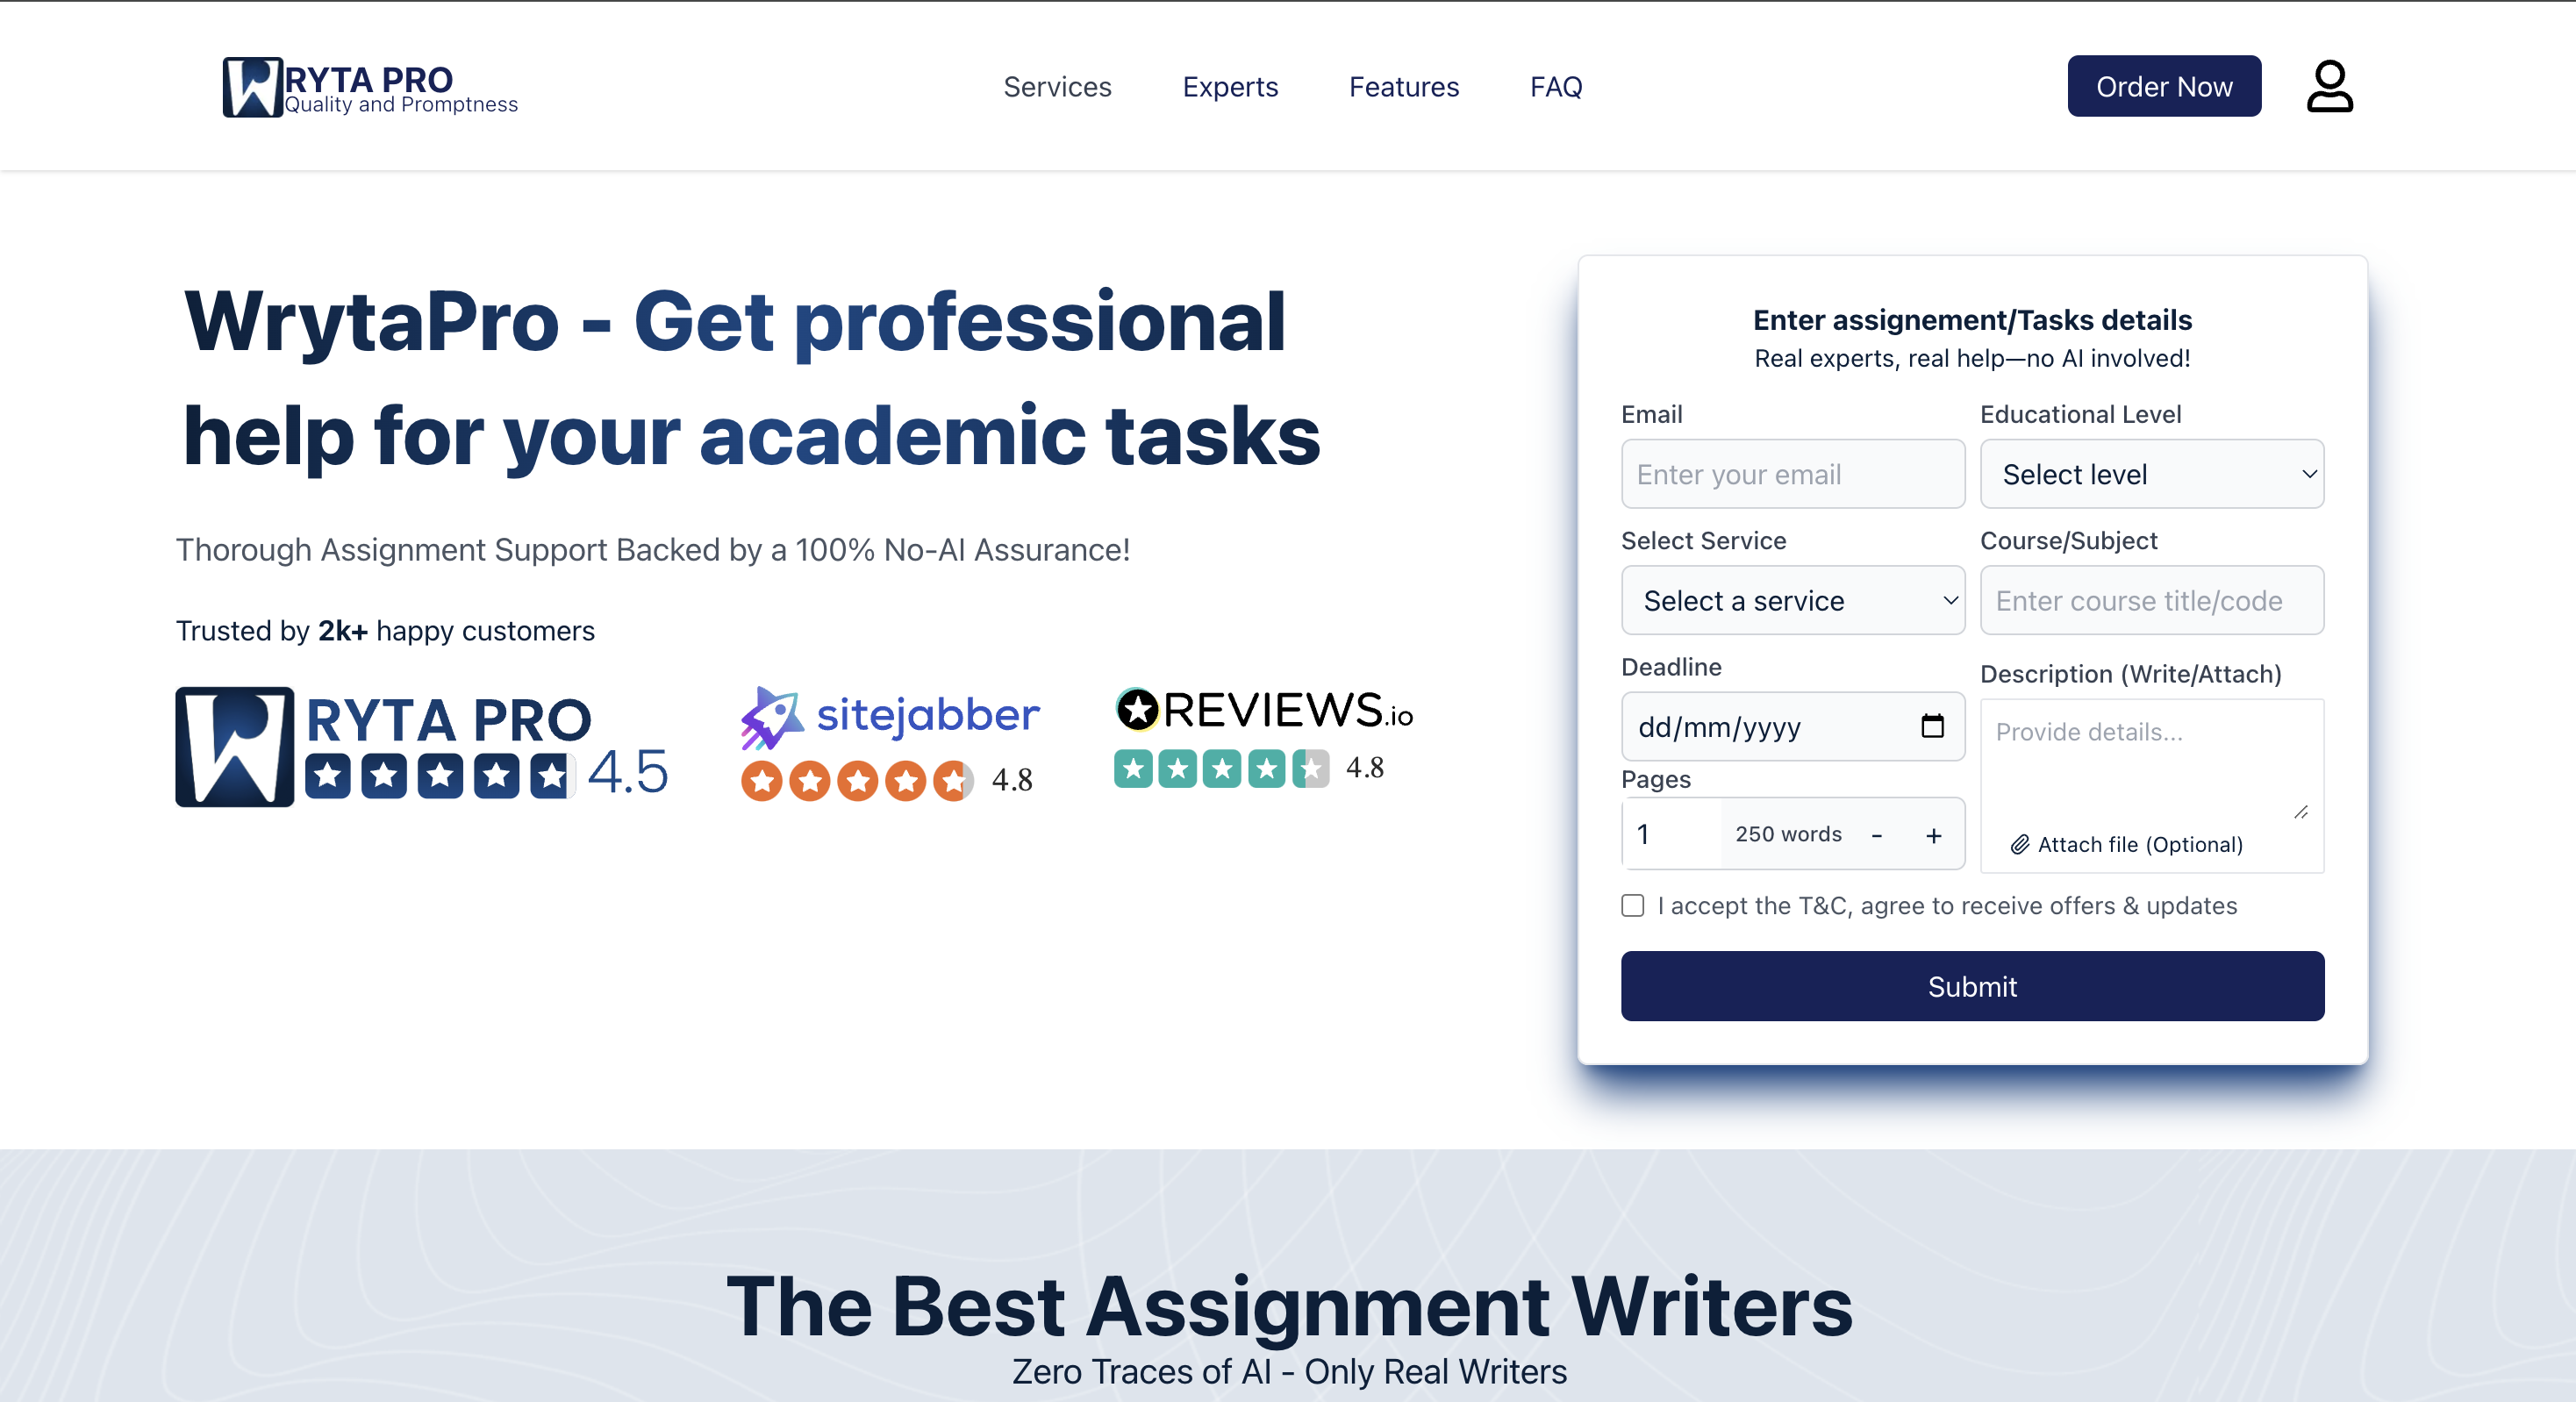 RYTA PRO
Quality and Promptness
Services
Experts
Features
FAQ
Order Now
WrytaPro - Get professional
help for your academic tasks
Thorough Assignment Support Backed by a 100% No-AI Assurance!
Trusted by 2k+ happy customers
RYTA PRO
4.5
sitejabber
4.8
REVIEWS.io
4.8
Enter assignement/Tasks details
Real experts, real help—no AI involved!
Email
Enter your email
Educational Level
Select level
Select Service
Select a service
Course/Subject
Enter course title/code
Deadline
dd/mm/yyyy
Description (Write/Attach)
Provide details...
Attach file (Optional)
Pages
1
250 words
-
+
I accept the T&C, agree to receive offers & updates
Submit
The Best Assignment Writers
Zero Traces of AI - Only Real Writers